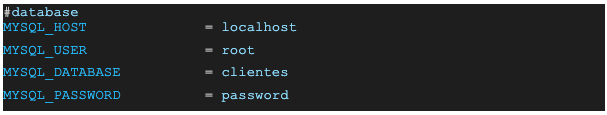 #database
MYSQL_HOST = localhost
MYSQL_USER = root
MYSQL_DATABASE = clientes
MYSQL_PASSWORD = password